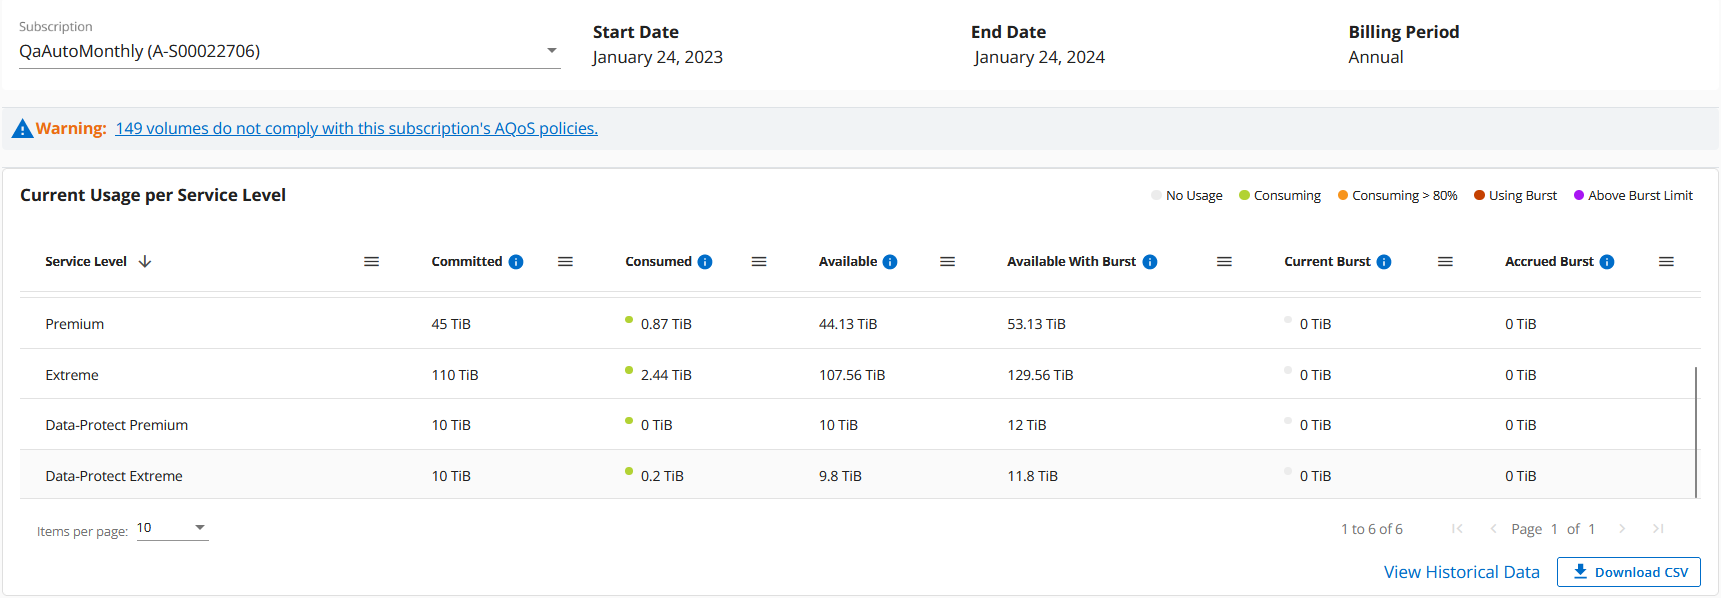 Subscription
QaAutoMonthly (A-S00022706)
Start Date
January 24, 2023
End Date
January 24, 2024
Billing Period
Annual
Warning: 149 volumes do not comply with this subscription's AQoS policies.
Current Usage per Service Level
No Usage Consuming Consuming > 80% Using Burst Above Burst Limit
Service Level Committed Consumed Available Available With Burst Current Burst Accrued Burst
Premium 45 TiB 0.87 TiB 44.13 TiB 53.13 TiB 0 TiB 0 TiB
Extreme 110 TiB 2.44 TiB 107.56 TiB 129.56 TiB 0 TiB 0 TiB
Data-Protect Premium 10 TiB 0 TiB 10 TiB 12 TiB 0 TiB 0 TiB
Data-Protect Extreme 10 TiB 0.2 TiB 9.8 TiB 11.8 TiB 0 TiB 0 TiB
Items per page: 10 1 to 6 of 6 Page 1 of 1
View Historical Data Download CSV